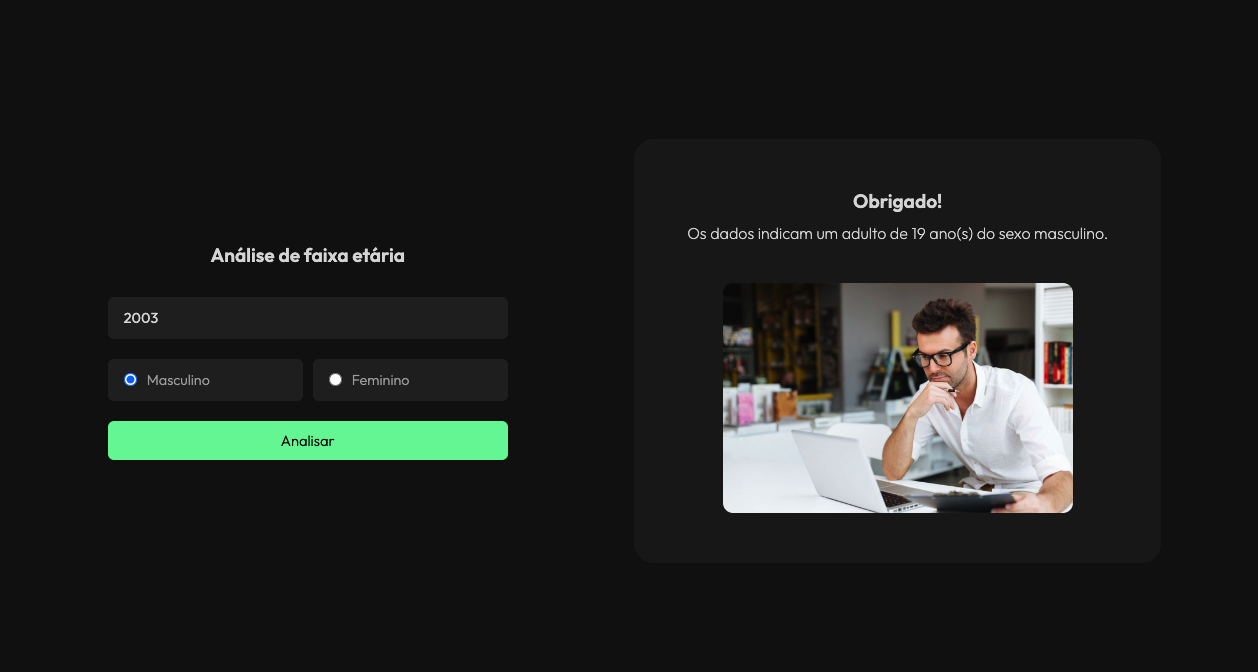 Análise de faixa etária
2003
Masculino
Feminino
Analisar
Obrigado!
Os dados indicam um adulto de 19 ano(s) do sexo masculino.